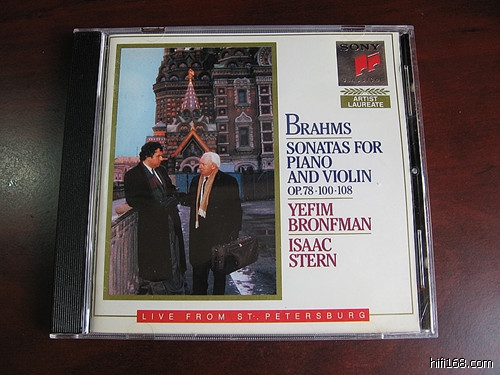 SONY
CLASSICAL
ARTIST
LAUREATE
BRAHMS
SONATAS FOR
PIANO
AND VIOLIN
OP.78·100·108
YEFIM
BRONFMAN
ISAAC
STERN
LIVE FROM ST. PETERSBURG
hifi168.com